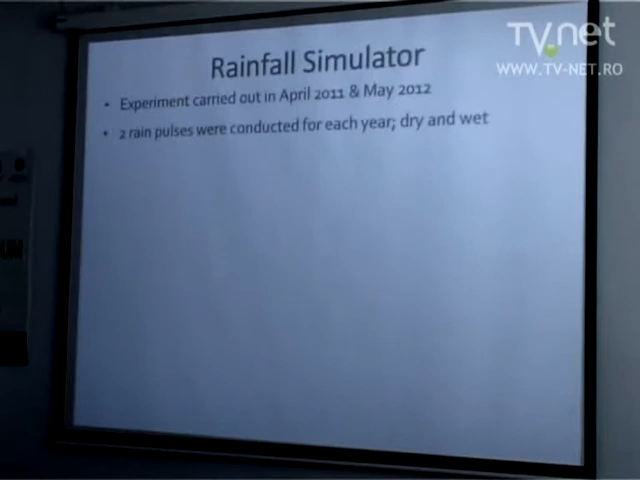 tv.net
WWW.TV-NET.RO
Rainfall Simulator
• Experiment carried out in April 2011 & May 2012
• 2 rain pulses were conducted for each year; dry and wet